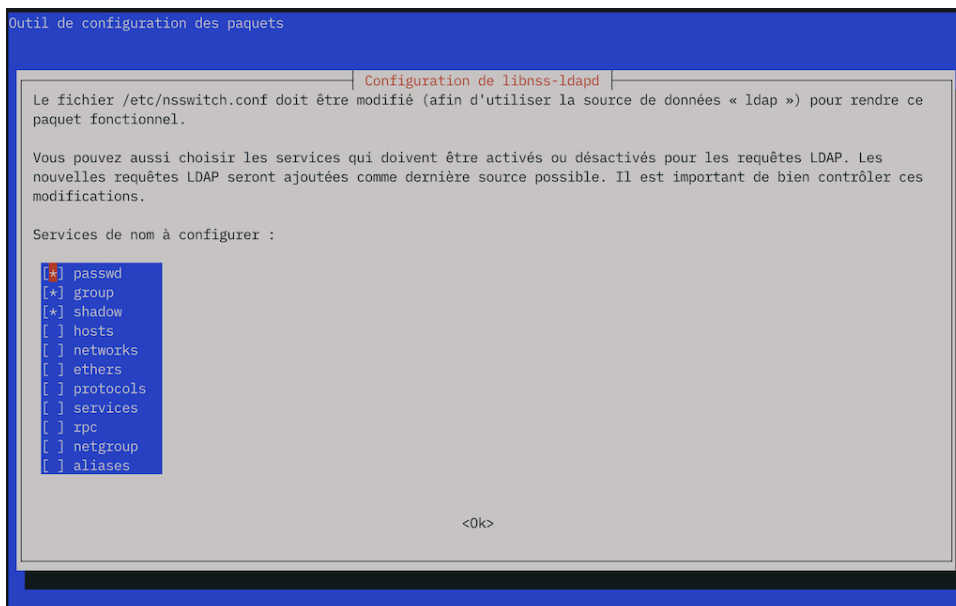 Outil de configuration des paquets
Configuration de libnss-ldapd
Le fichier /etc/nsswitch.conf doit être modifié (afin d'utiliser la source de données « ldap ») pour rendre ce
paquet fonctionnel.
Vous pouvez aussi choisir les services qui doivent être activés ou désactivés pour les requêtes LDAP. Les
nouvelles requêtes LDAP seront ajoutées comme dernière source possible. Il est important de bien contrôler ces
modifications.
Services de nom à configurer :
[*] passwd
[*] group
[*] shadow
[ ] hosts
[ ] networks
[ ] ethers
[ ] protocols
[ ] services
[ ] rpc
[ ] netgroup
[ ] aliases
<Ok>